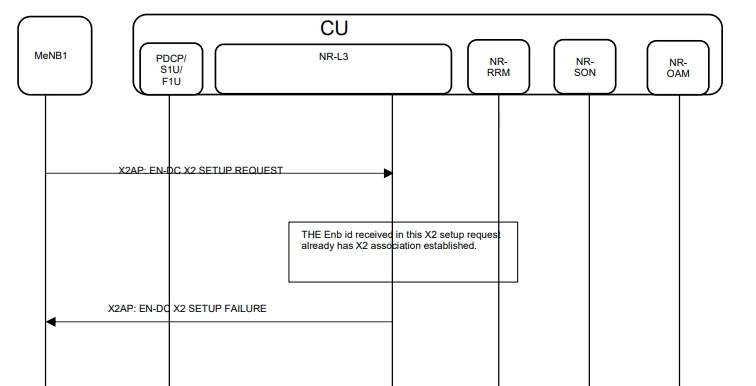 CU
MeNB1
PDCP/
S1U/
F1U
NR-L3
NR-
RRM
NR-
SON
NR-
OAM
X2AP: EN-DC X2 SETUP REQUEST
THE Enb id received in this X2 setup request
already has X2 association established.
X2AP: EN-DC X2 SETUP FAILURE